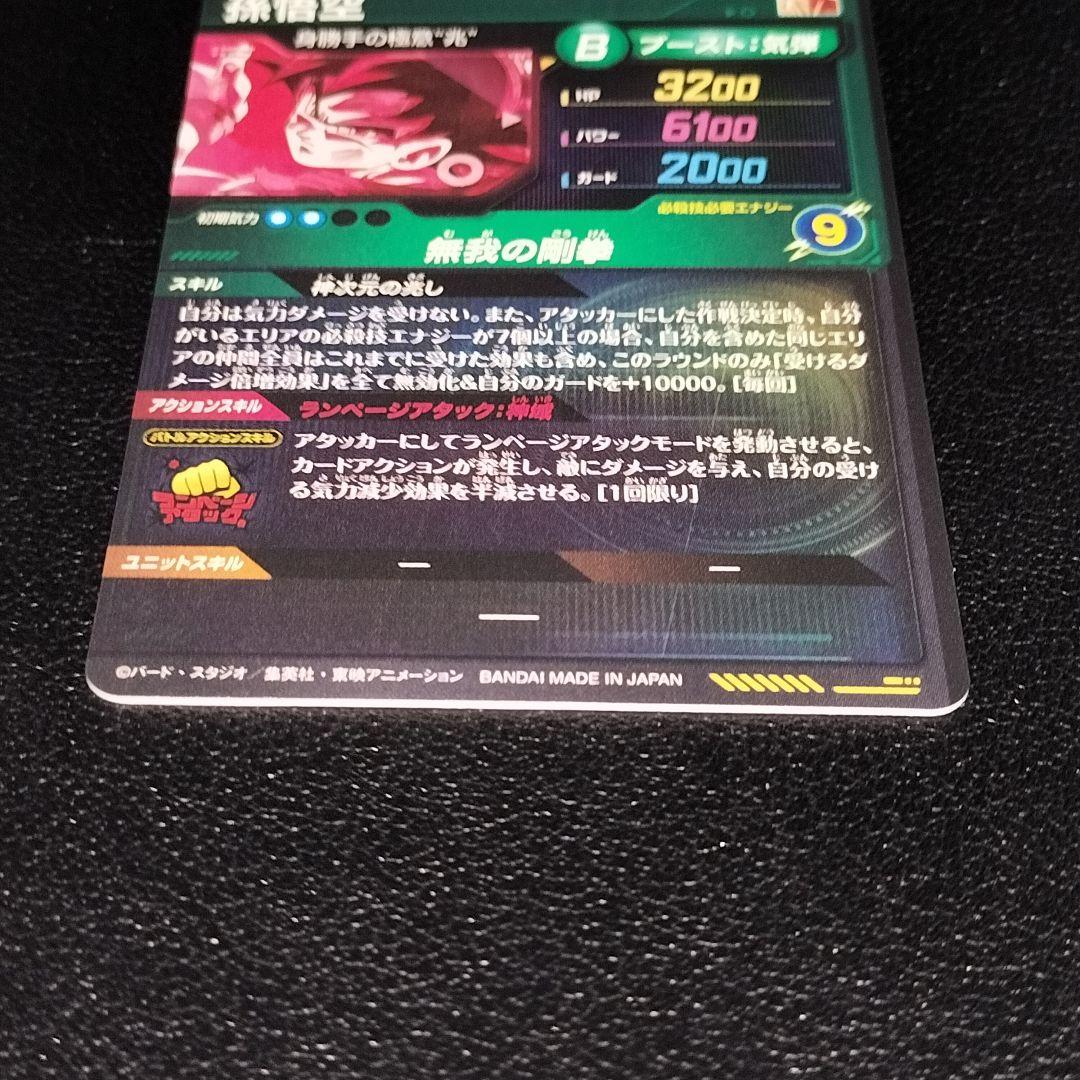 孫悟空
身勝手の極意“兆”
B ブースト：気弾
HP 3200
パワー 6100
ガード 2000
初期気力
必殺技必要エナジー
9
無我の剛拳
スキル 神次元の兆し
自分は気力ダメージを受けない。また、アタッカーにした作戦決定時、自分
がいるエリアの必殺技エナジーが7個以上の場合、自分を含めた同じエリ
アの仲間全員はこれまでに受けた効果も含め、このラウンドのみ「受けるダ
メージ倍増効果」を全て無効化&自分のガードを+10000。[毎回]
アクションスキル ランページアタック：神域
バトルアクションスキル
アタッカーにしてランページアタックモードを発動させると、
カードアクションが発生し、敵にダメージを与え、自分の受け
る気力減少効果を半減させる。[1回限り]
ランページ
アタック
ユニットスキル — —
—
©バード・スタジオ／集英社・東映アニメーション BANDAI MADE IN JAPAN